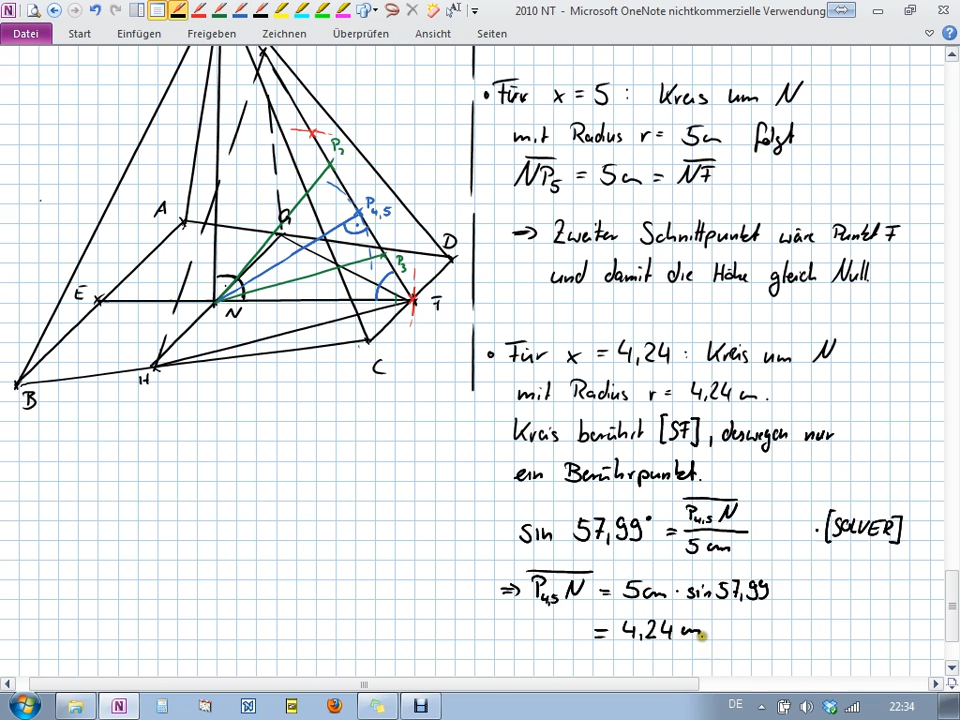 2010 NT - Microsoft OneNote nichtkommerzielle Verwendung
Datei Start Einfügen Freigeben Zeichnen Überprüfen Ansicht Seiten
• Für x = 5 : Kreis um N
mit Radius r = 5cm folgt
NP₅ = 5cm = NF
→ Zweiter Schnittpunkt wäre Punkt F
und damit die Höhe gleich Null.
• Für x = 4,24 : Kreis um N
mit Radius r = 4,24 cm.
Kreis berührt [SF], deswegen nur
ein Berührpunkt.
sin 57,99° = P₄,₅N / 5 cm · [SOLVER]
⇒ P₄,₅N = 5cm · sin 57,99
= 4,24 cm
P₁
P₄,₅
A
G
D
P₃
E
N
F
C
H
B
DE
22:34